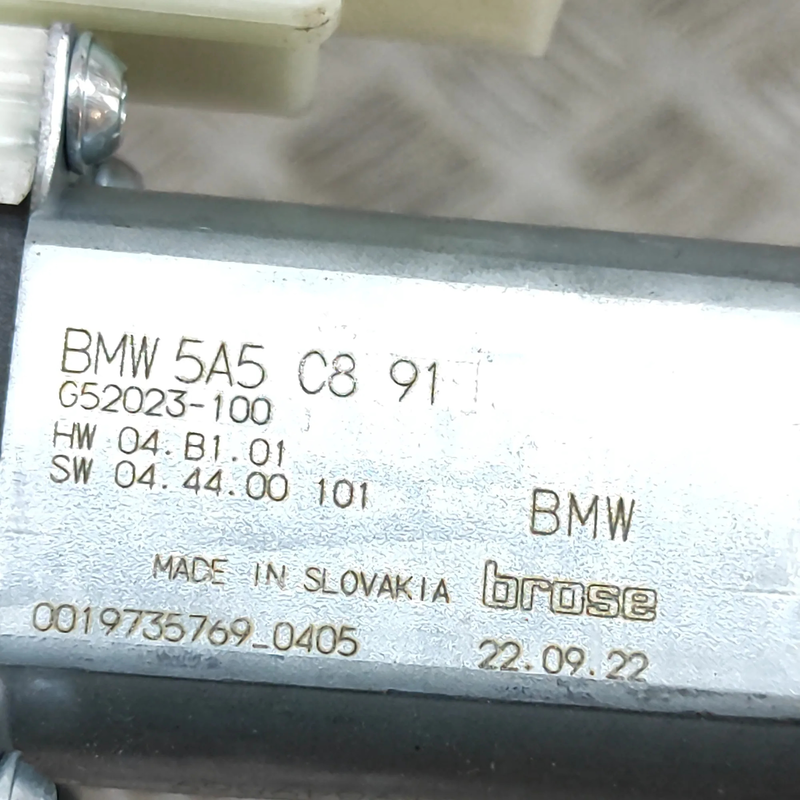 BMW 5A5 C8 91
G52023-100
HW 04.B1.01
SW 04.44.00 101
BMW
MADE IN SLOVAKIA brose
0019735769_0405 22.09.22